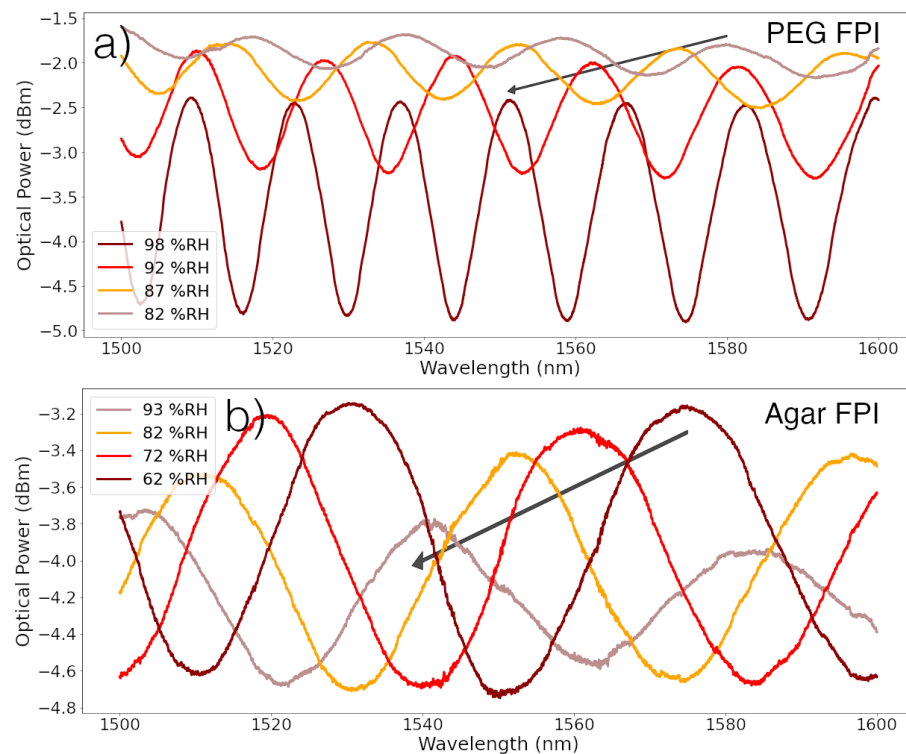 a)
PEG FPI
Optical Power (dBm)
−1.5
−2.0
−2.5
−3.0
−3.5
−4.0
−4.5
−5.0
98 %RH
92 %RH
87 %RH
82 %RH
1500 1520 1540 1560 1580 1600
Wavelength (nm)
b)
Agar FPI
Optical Power (dBm)
−3.2
−3.4
−3.6
−3.8
−4.0
−4.2
−4.4
−4.6
−4.8
93 %RH
82 %RH
72 %RH
62 %RH
1500 1520 1540 1560 1580 1600
Wavelength (nm)